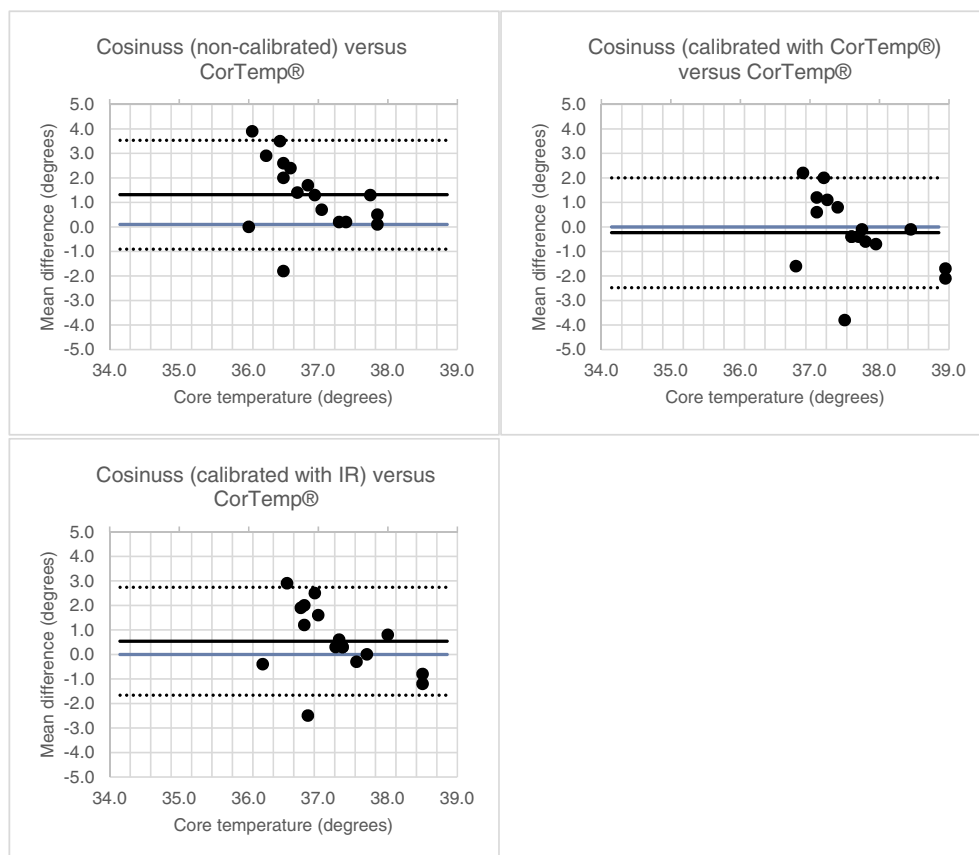 Cosinuss (non-calibrated) versus
CorTemp®
5.0
4.0
3.0
2.0
1.0
0.0
-1.0
-2.0
-3.0
-4.0
-5.0
Mean difference (degrees)
34.0 35.0 36.0 37.0 38.0 39.0
Core temperature (degrees)
Cosinuss (calibrated with CorTemp®)
versus CorTemp®
5.0
4.0
3.0
2.0
1.0
0.0
-1.0
-2.0
-3.0
-4.0
-5.0
Mean difference (degrees)
34.0 35.0 36.0 37.0 38.0 39.0
Core temperature (degrees)
Cosinuss (calibrated with IR) versus
CorTemp®
5.0
4.0
3.0
2.0
1.0
0.0
-1.0
-2.0
-3.0
-4.0
-5.0
Mean difference (degrees)
34.0 35.0 36.0 37.0 38.0 39.0
Core temperature (degrees)